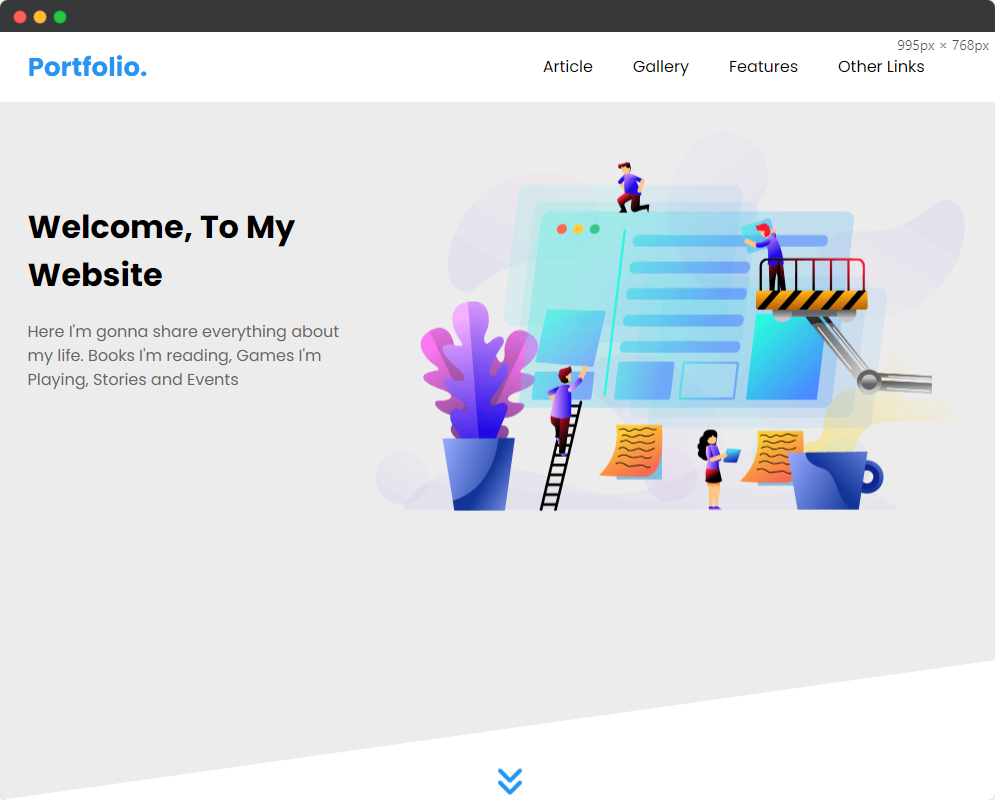 995px × 768px
Portfolio.
Article Gallery Features Other Links
Welcome, To My
Website
Here I'm gonna share everything about
my life. Books I'm reading, Games I'm
Playing, Stories and Events